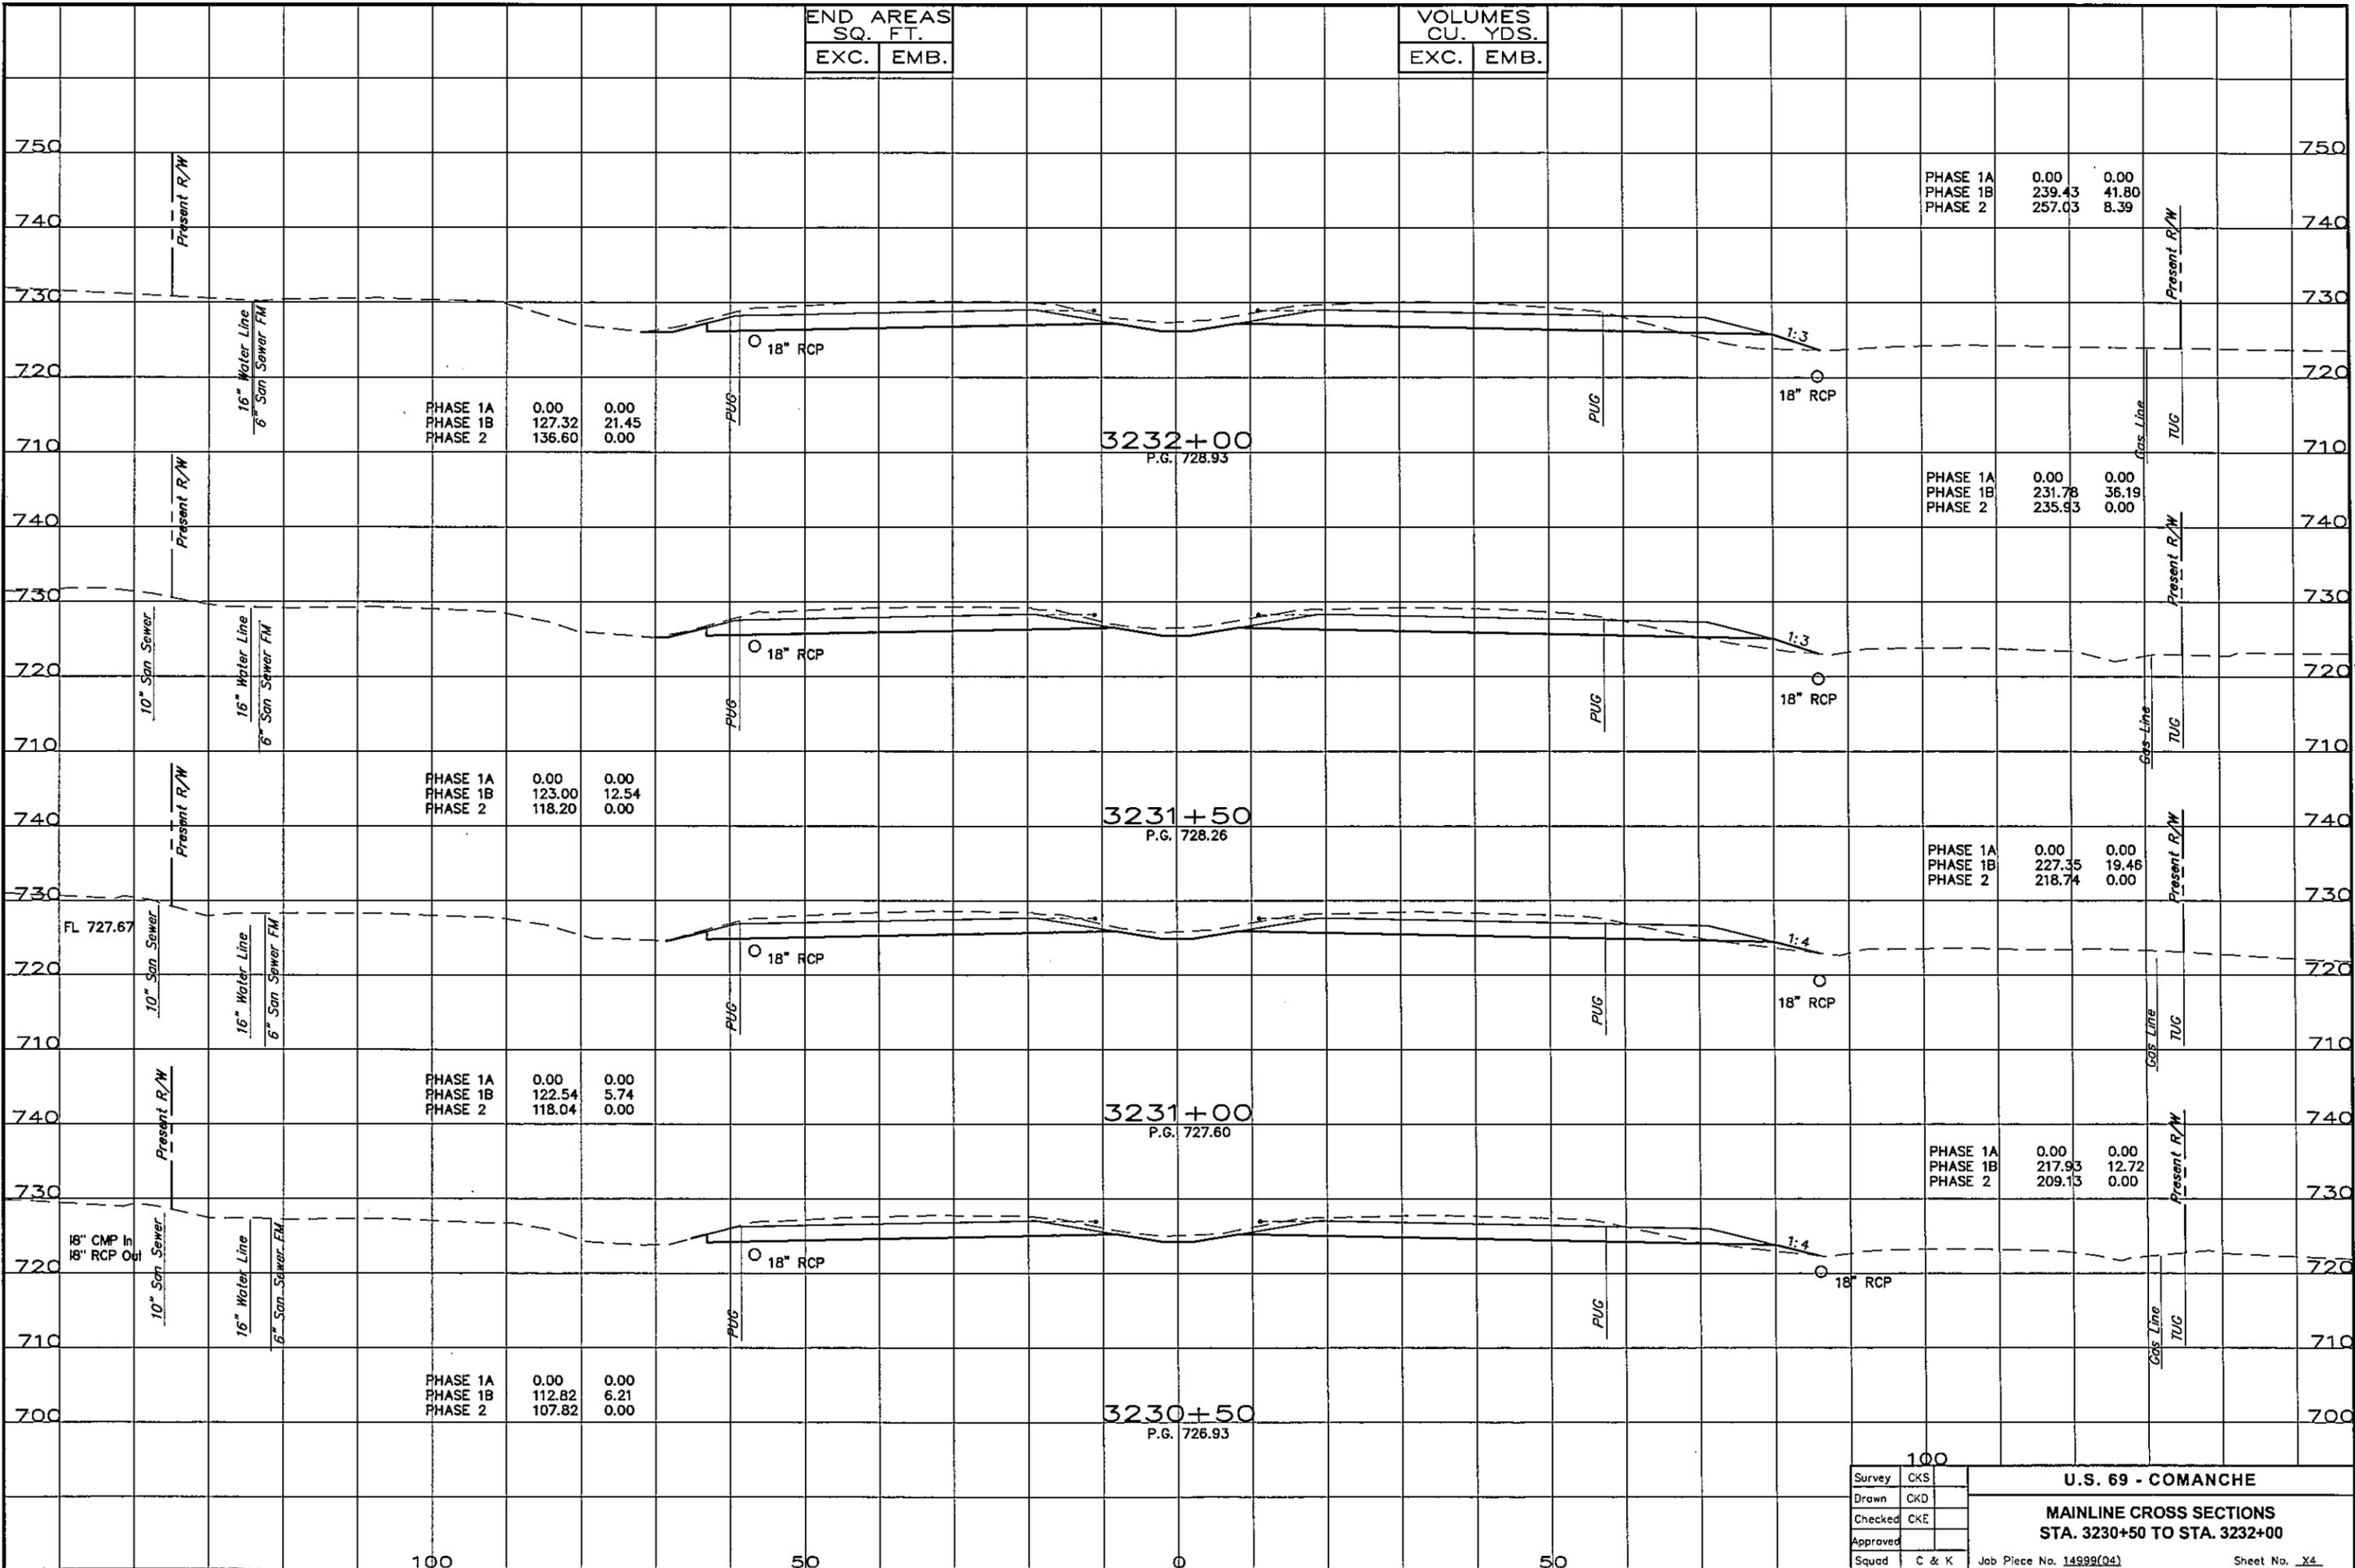 END AREAS
SQ. FT.
EXC. EMB.
VOLUMES
CU. YDS.
EXC. EMB.
750 750
PHASE 1A 0.00 0.00
PHASE 1B 239.43 41.80
PHASE 2 257.03 8.39
Present R/W
Present R/W
740 740
730 730
16" Water Line
6" San Sewer FM
18" RCP
1:3
720 720
18" RCP
PUG
PUG
Gas Line
TUG
PHASE 1A 0.00 0.00
PHASE 1B 127.32 21.45
PHASE 2 136.60 0.00
3232+00
P.G. 728.93
710 710
PHASE 1A 0.00 0.00
PHASE 1B 231.78 36.19
PHASE 2 235.93 0.00
Present R/W
Present R/W
740 740
730 730
10" San Sewer
16" Water Line
6" San Sewer FM
18" RCP
1:3
720 720
18" RCP
PUG
PUG
Gas Line
TUG
710 710
PHASE 1A 0.00 0.00
PHASE 1B 123.00 12.54
PHASE 2 118.20 0.00
3231+50
P.G. 728.26
Present R/W
Present R/W
740 740
PHASE 1A 0.00 0.00
PHASE 1B 227.35 19.46
PHASE 2 218.74 0.00
730 730
FL 727.67
10" San Sewer
16" Water Line
6" San Sewer FM
18" RCP
1:4
720 720
18" RCP
PUG
PUG
Gas Line
TUG
710 710
PHASE 1A 0.00 0.00
PHASE 1B 122.54 5.74
PHASE 2 118.04 0.00
3231+00
P.G. 727.60
Present R/W
Present R/W
740 740
PHASE 1A 0.00 0.00
PHASE 1B 217.93 12.72
PHASE 2 209.13 0.00
730 730
18" CMP In
18" RCP Out
10" San Sewer
16" Water Line
6" San Sewer FM
18" RCP
1:4
720 720
18" RCP
PUG
PUG
Gas Line
TUG
710 710
PHASE 1A 0.00 0.00
PHASE 1B 112.82 6.21
PHASE 2 107.82 0.00
3230+50
P.G. 726.93
700 700
100 50 0 50 100
Survey CKS
Drawn CKD
Checked CKE
Approved
Squad C & K
U.S. 69 - COMANCHE
MAINLINE CROSS SECTIONS
STA. 3230+50 TO STA. 3232+00
Job Piece No. 14999(04) Sheet No. X4